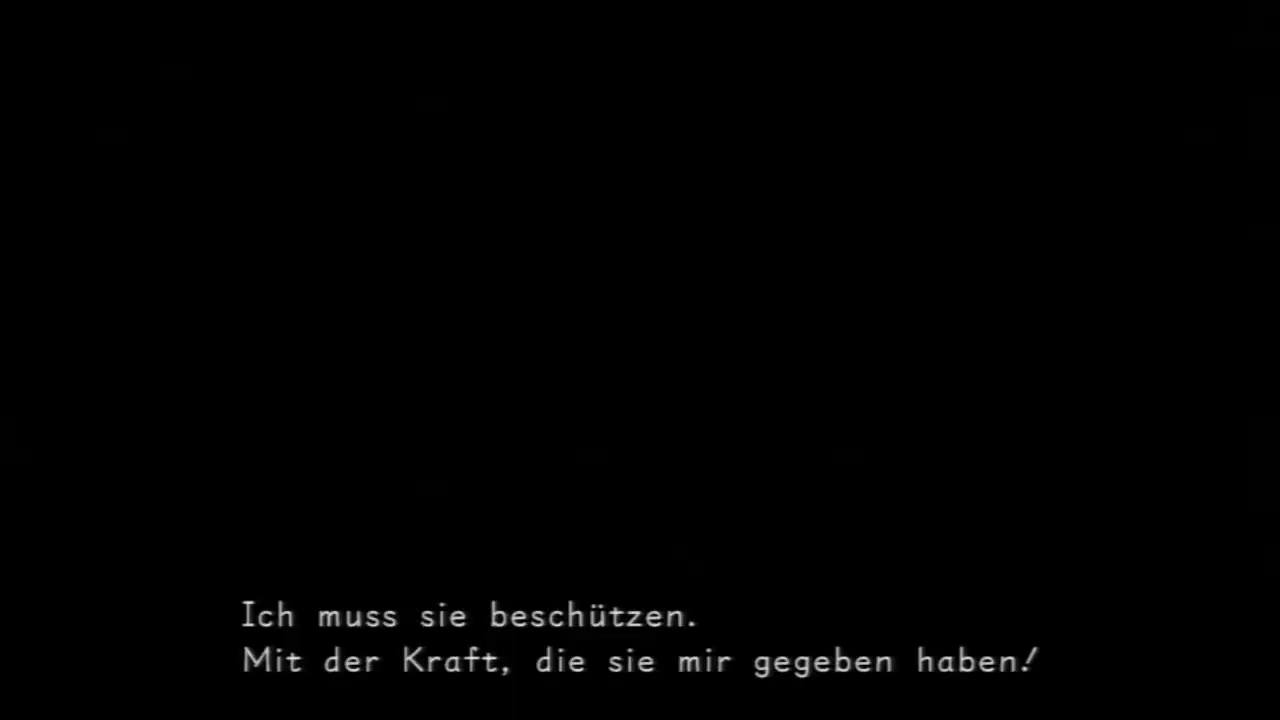 Ich muss sie beschützen.
Mit der Kraft, die sie mir gegeben haben!